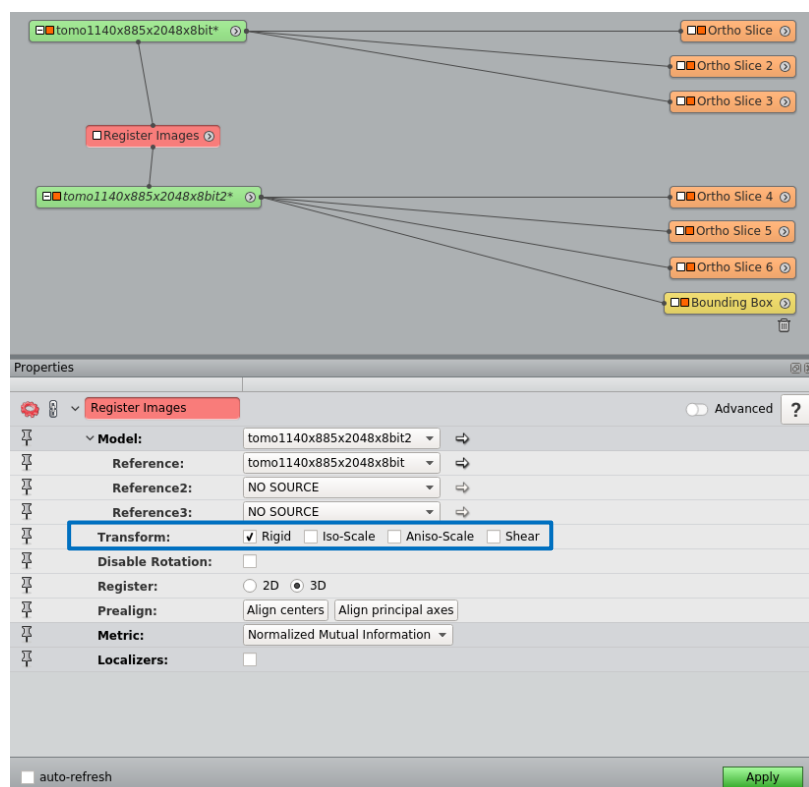 tomo1140x885x2048x8bit*
Ortho Slice
Ortho Slice 2
Ortho Slice 3
Register Images
tomo1140x885x2048x8bit2*
Ortho Slice 4
Ortho Slice 5
Ortho Slice 6
Bounding Box
Properties
Register Images Advanced ?
Model: tomo1140x885x2048x8bit2
Reference: tomo1140x885x2048x8bit
Reference2: NO SOURCE
Reference3: NO SOURCE
Transform: Rigid Iso-Scale Aniso-Scale Shear
Disable Rotation:
Register: 2D 3D
Prealign: Align centers Align principal axes
Metric: Normalized Mutual Information
Localizers:
auto-refresh Apply